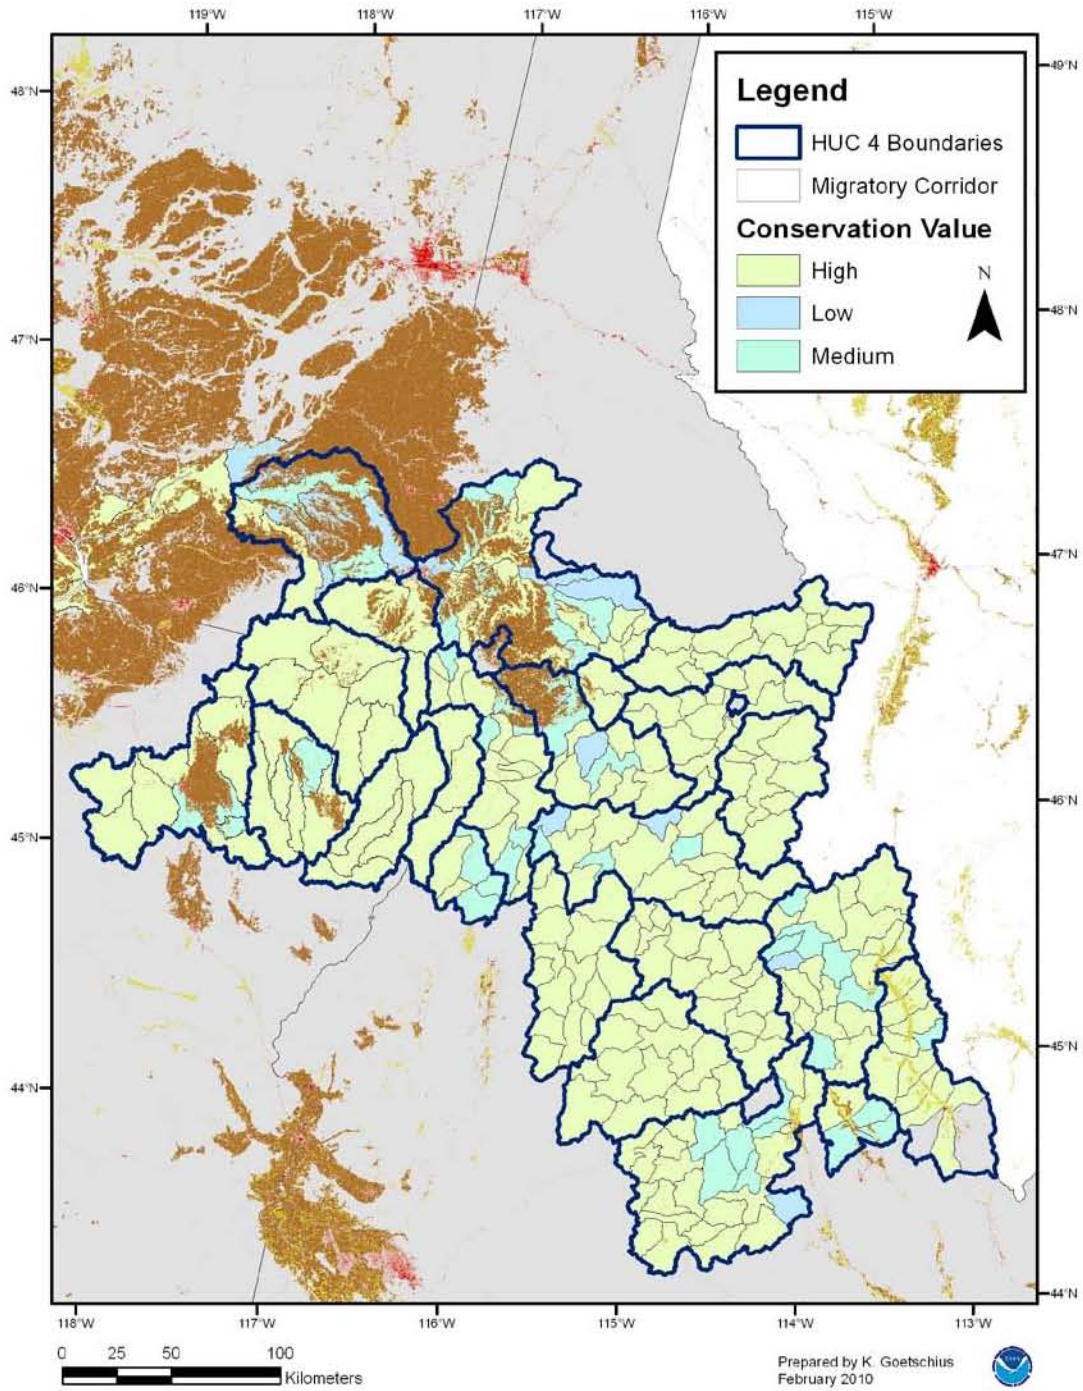 119°W 118°W 117°W 116°W 115°W
49°N
48°N
Legend
HUC 4 Boundaries
Migratory Corridor
Conservation Value
High
N
Low
48°N
Medium
47°N
47°N
46°N
46°N
45°N
45°N
44°N
44°N
118°W 117°W 116°W 115°W 114°W 113°W
0 25 50 100
Kilometers
Prepared by K. Goetschius
February 2010